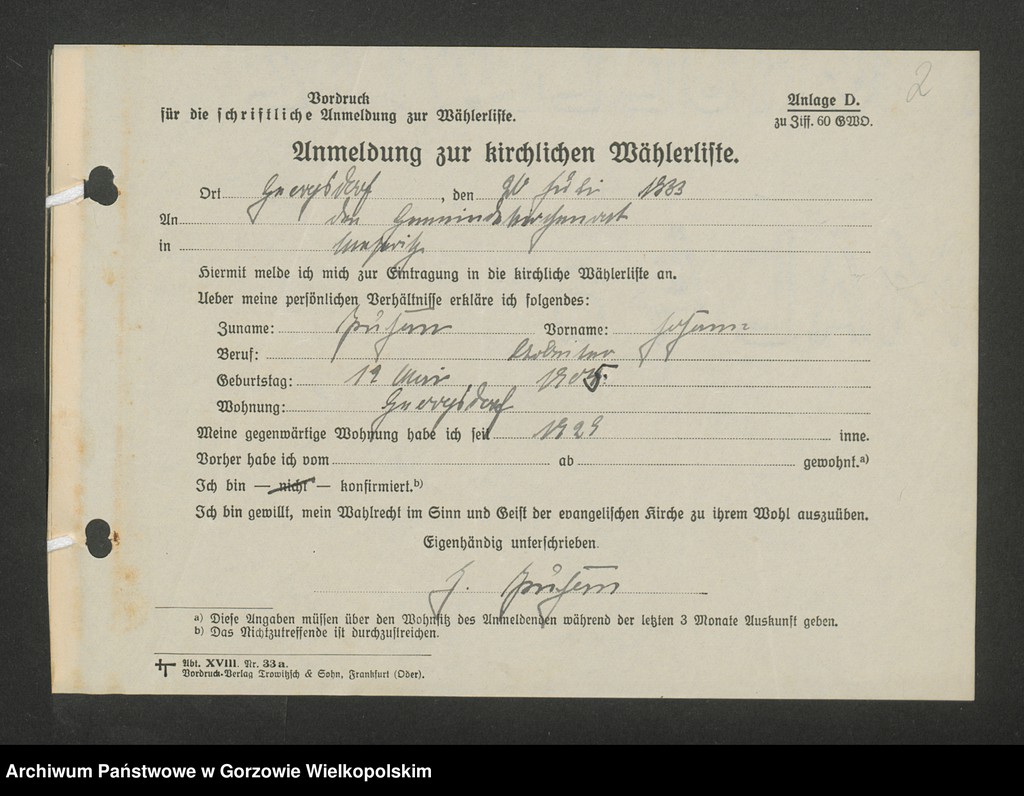 2
Vordruck
für die schriftliche Anmeldung zur Wählerliste.
Anlage D.
zu Ziff. 60 GWO.
Anmeldung zur kirchlichen Wählerliste.
Ort Georgsdorf, den 20 Juli 1933
An den Gemeindekirchenrat
in Meseritz
Hiermit melde ich mich zur Eintragung in die kirchliche Wählerliste an.
Ueber meine persönlichen Verhältnisse erkläre ich folgendes:
Zuname: Vorname: Johann
Beruf: Arbeiter
Geburtstag: 12 Mai 1905.
Wohnung: Georgsdorf
Meine gegenwärtige Wohnung habe ich seit 1929 inne.
Vorher habe ich vom ab gewohnt.a)
Ich bin — nicht — konfirmiert.b)
Ich bin gewillt, mein Wahlrecht im Sinn und Geist der evangelischen Kirche zu ihrem Wohl auszuüben.
Eigenhändig unterschrieben.
J.
a) Diese Angaben müssen über den Wohnsitz des Anmeldenden während der letzten 3 Monate Auskunft geben.
b) Das Nichtzutreffende ist durchzustreichen.
Abt. XVIII. Nr. 33a.
Vordruck-Verlag Trowitzsch & Sohn, Frankfurt (Oder).
Archiwum Państwowe w Gorzowie Wielkopolskim